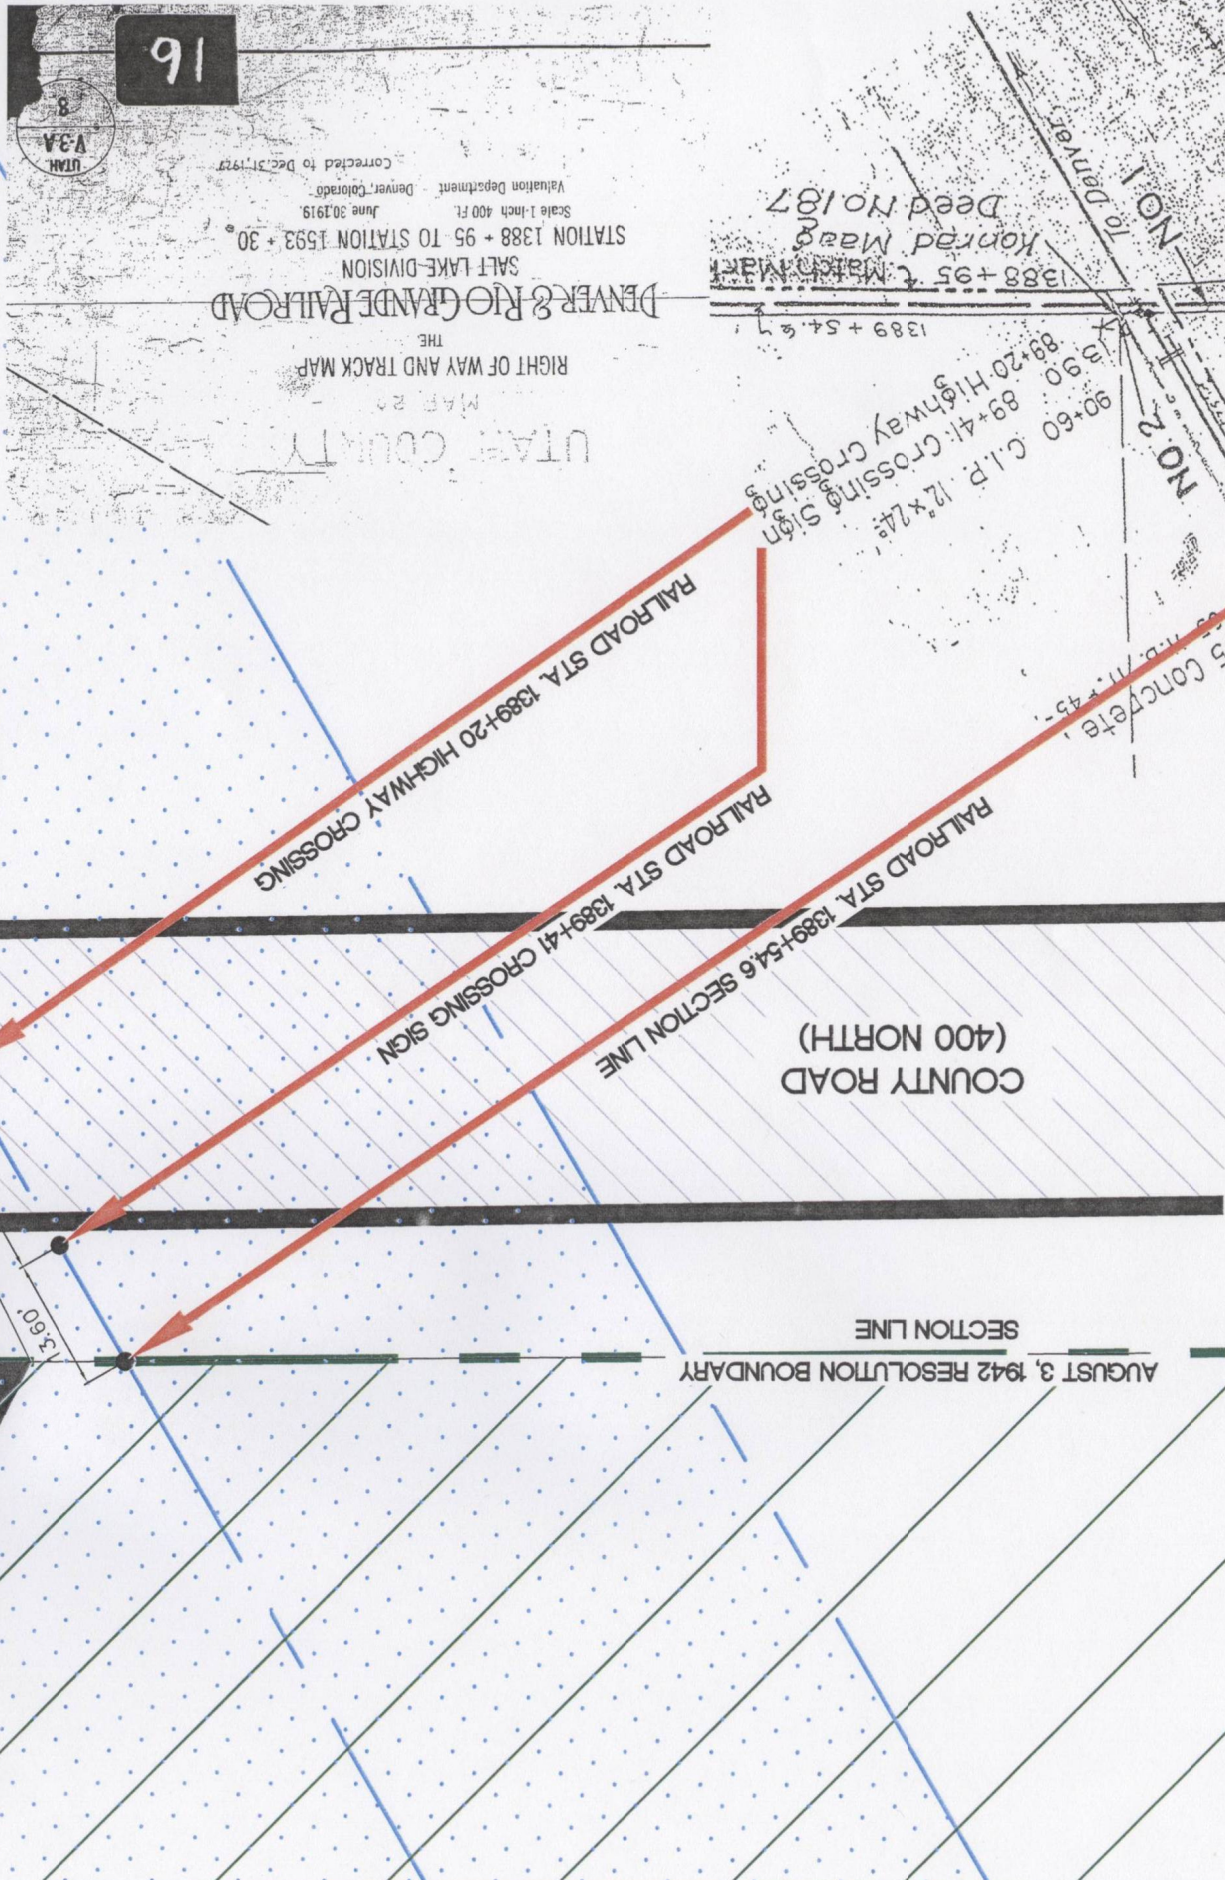 AUGUST 3, 1942 RESOLUTION BOUNDARY
SECTION LINE
13.60'
COUNTY ROAD
(400 NORTH)
RAILROAD STA. 1389+54.6 SECTION LINE
RAILROAD STA. 1389+41 CROSSING SIGN
RAILROAD STA. 1389+20 HIGHWAY CROSSING
Concrete
90+60 C.I.P. 12"x24'
1390
89+41 Crossing Sign
89+20 Highway Crossing
NO. 2
1389 + 54.6
1388+95 Match Mark
Konrad Maag
Deed No.187
NO. 1
To Denver
UTAH COUNTY
RIGHT OF WAY AND TRACK MAP
THE
DENVER & RIO GRANDE RAILROAD
SALT LAKE-DIVISION
STATION 1388 + 95 TO STATION 1593 + 30
Scale 1-Inch 400 Ft. June 30,1919.
Valuation Department - Denver, Colorado
Corrected to Dec.31,1927
UTAH
V-3A
8
16